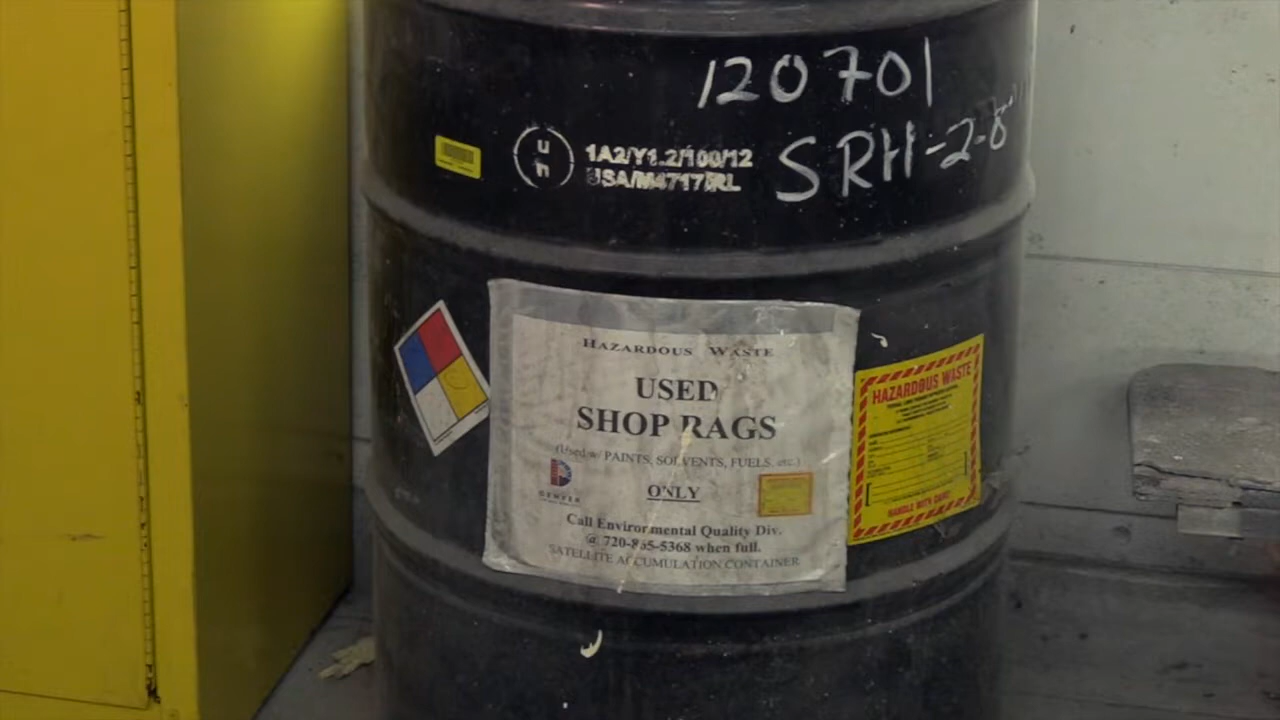 120701
SRH-2-8"
un
1A2/Y1.2/100/12
USA/M4717/RL
HAZARDOUS WASTE
USED
SHOP RAGS
(Used w/ PAINTS, SOLVENTS, FUELS, etc.)
DENVER
ONLY
Call Environmental Quality Div.
@ 720-865-5368 when full.
SATELLITE ACCUMULATION CONTAINER
HAZARDOUS WASTE
HANDLE WITH CARE!